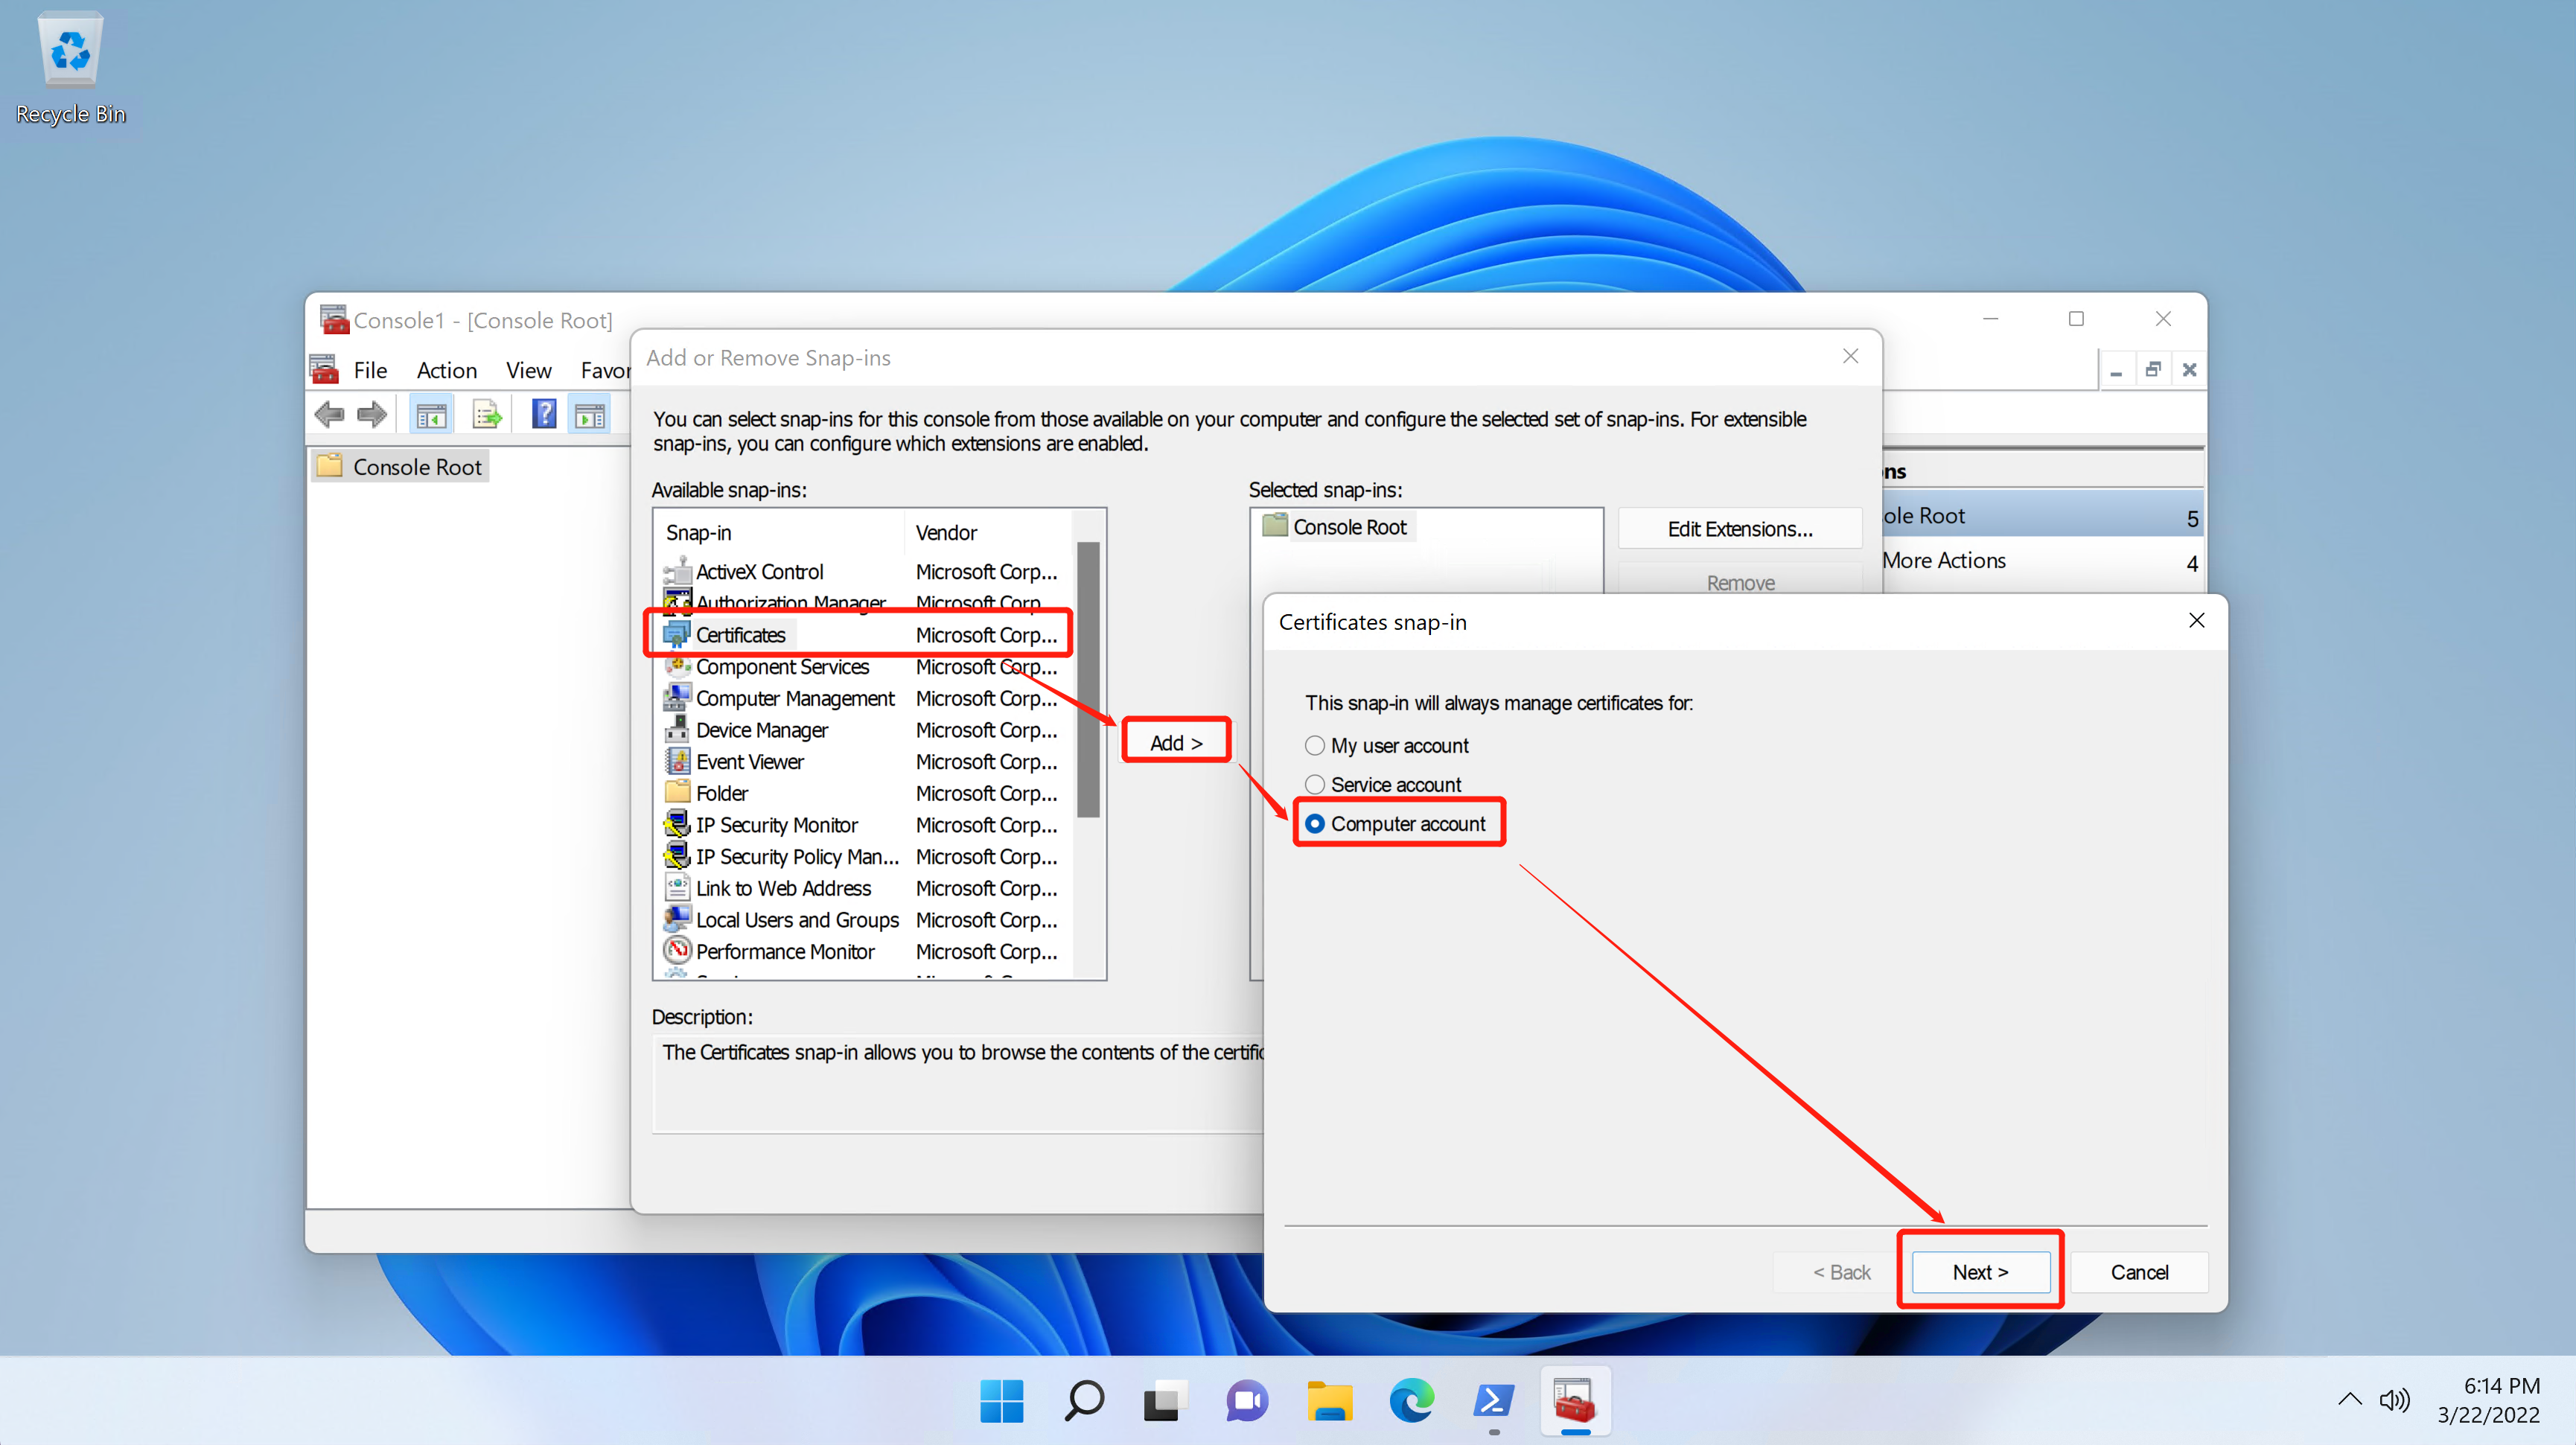 Recycle Bin
Console1 - [Console Root]
File Action View Favor
Console Root
Add or Remove Snap-ins
You can select snap-ins for this console from those available on your computer and configure the selected set of snap-ins. For extensible
snap-ins, you can configure which extensions are enabled.
Available snap-ins:
Snap-in Vendor
ActiveX Control Microsoft Corp...
Authorization Manager Microsoft Corp
Certificates Microsoft Corp...
Component Services Microsoft Corp...
Computer Management Microsoft Corp...
Device Manager Microsoft Corp...
Event Viewer Microsoft Corp...
Folder Microsoft Corp...
IP Security Monitor Microsoft Corp...
IP Security Policy Man... Microsoft Corp...
Link to Web Address Microsoft Corp...
Local Users and Groups Microsoft Corp...
Performance Monitor Microsoft Corp...
Add >
Selected snap-ins:
Console Root
Edit Extensions...
Remove
Description:
The Certificates snap-in allows you to browse the contents of the certific
ns
ole Root 5
More Actions 4
Certificates snap-in
This snap-in will always manage certificates for:
My user account
Service account
Computer account
< Back Next > Cancel
6:14 PM
3/22/2022